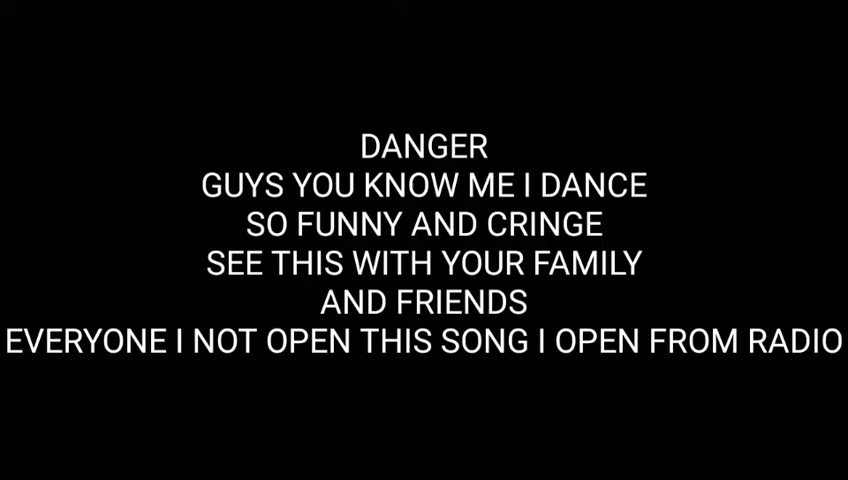 DANGER
GUYS YOU KNOW ME I DANCE
SO FUNNY AND CRINGE
SEE THIS WITH YOUR FAMILY
AND FRIENDS
EVERYONE I NOT OPEN THIS SONG I OPEN FROM RADIO